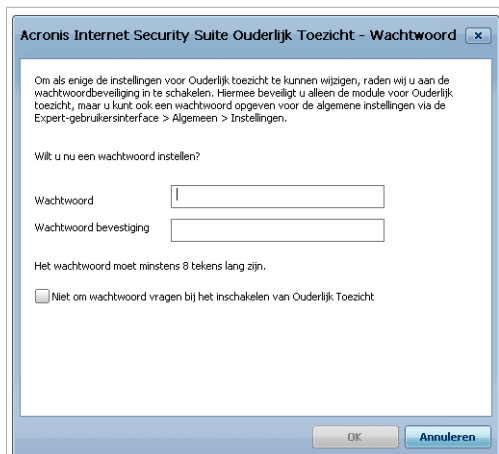 Acronis Internet Security Suite Ouderlijk Toezicht - Wachtwoord
Om als enige de instellingen voor Ouderlijk toezicht te kunnen wijzigen, raden wij u aan de
wachtwoordbeveiliging in te schakelen. Hiermee beveiligt u alleen de module voor Ouderlijk
toezicht, maar u kunt ook een wachtwoord opgeven voor de algemene instellingen via de
Expert-gebruikersinterface > Algemeen > Instellingen.
Wilt u nu een wachtwoord instellen?
Wachtwoord
Wachtwoord bevestiging
Het wachtwoord moet minstens 8 tekens lang zijn.
Niet om wachtwoord vragen bij het inschakelen van Ouderlijk Toezicht
OK Annuleren